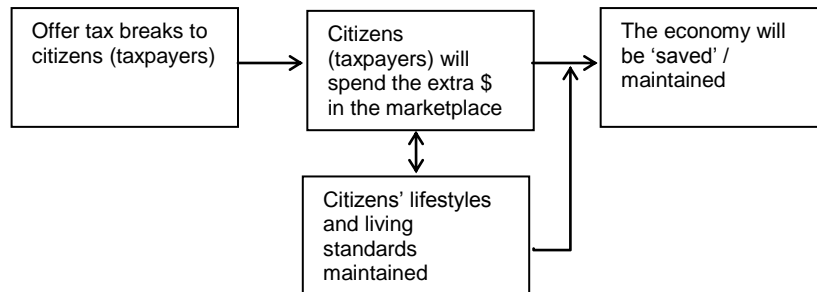 Offer tax breaks to
citizens (taxpayers)
Citizens
(taxpayers) will
spend the extra $
in the marketplace
The economy will
be ‘saved’ /
maintained
Citizens’ lifestyles
and living
standards
maintained